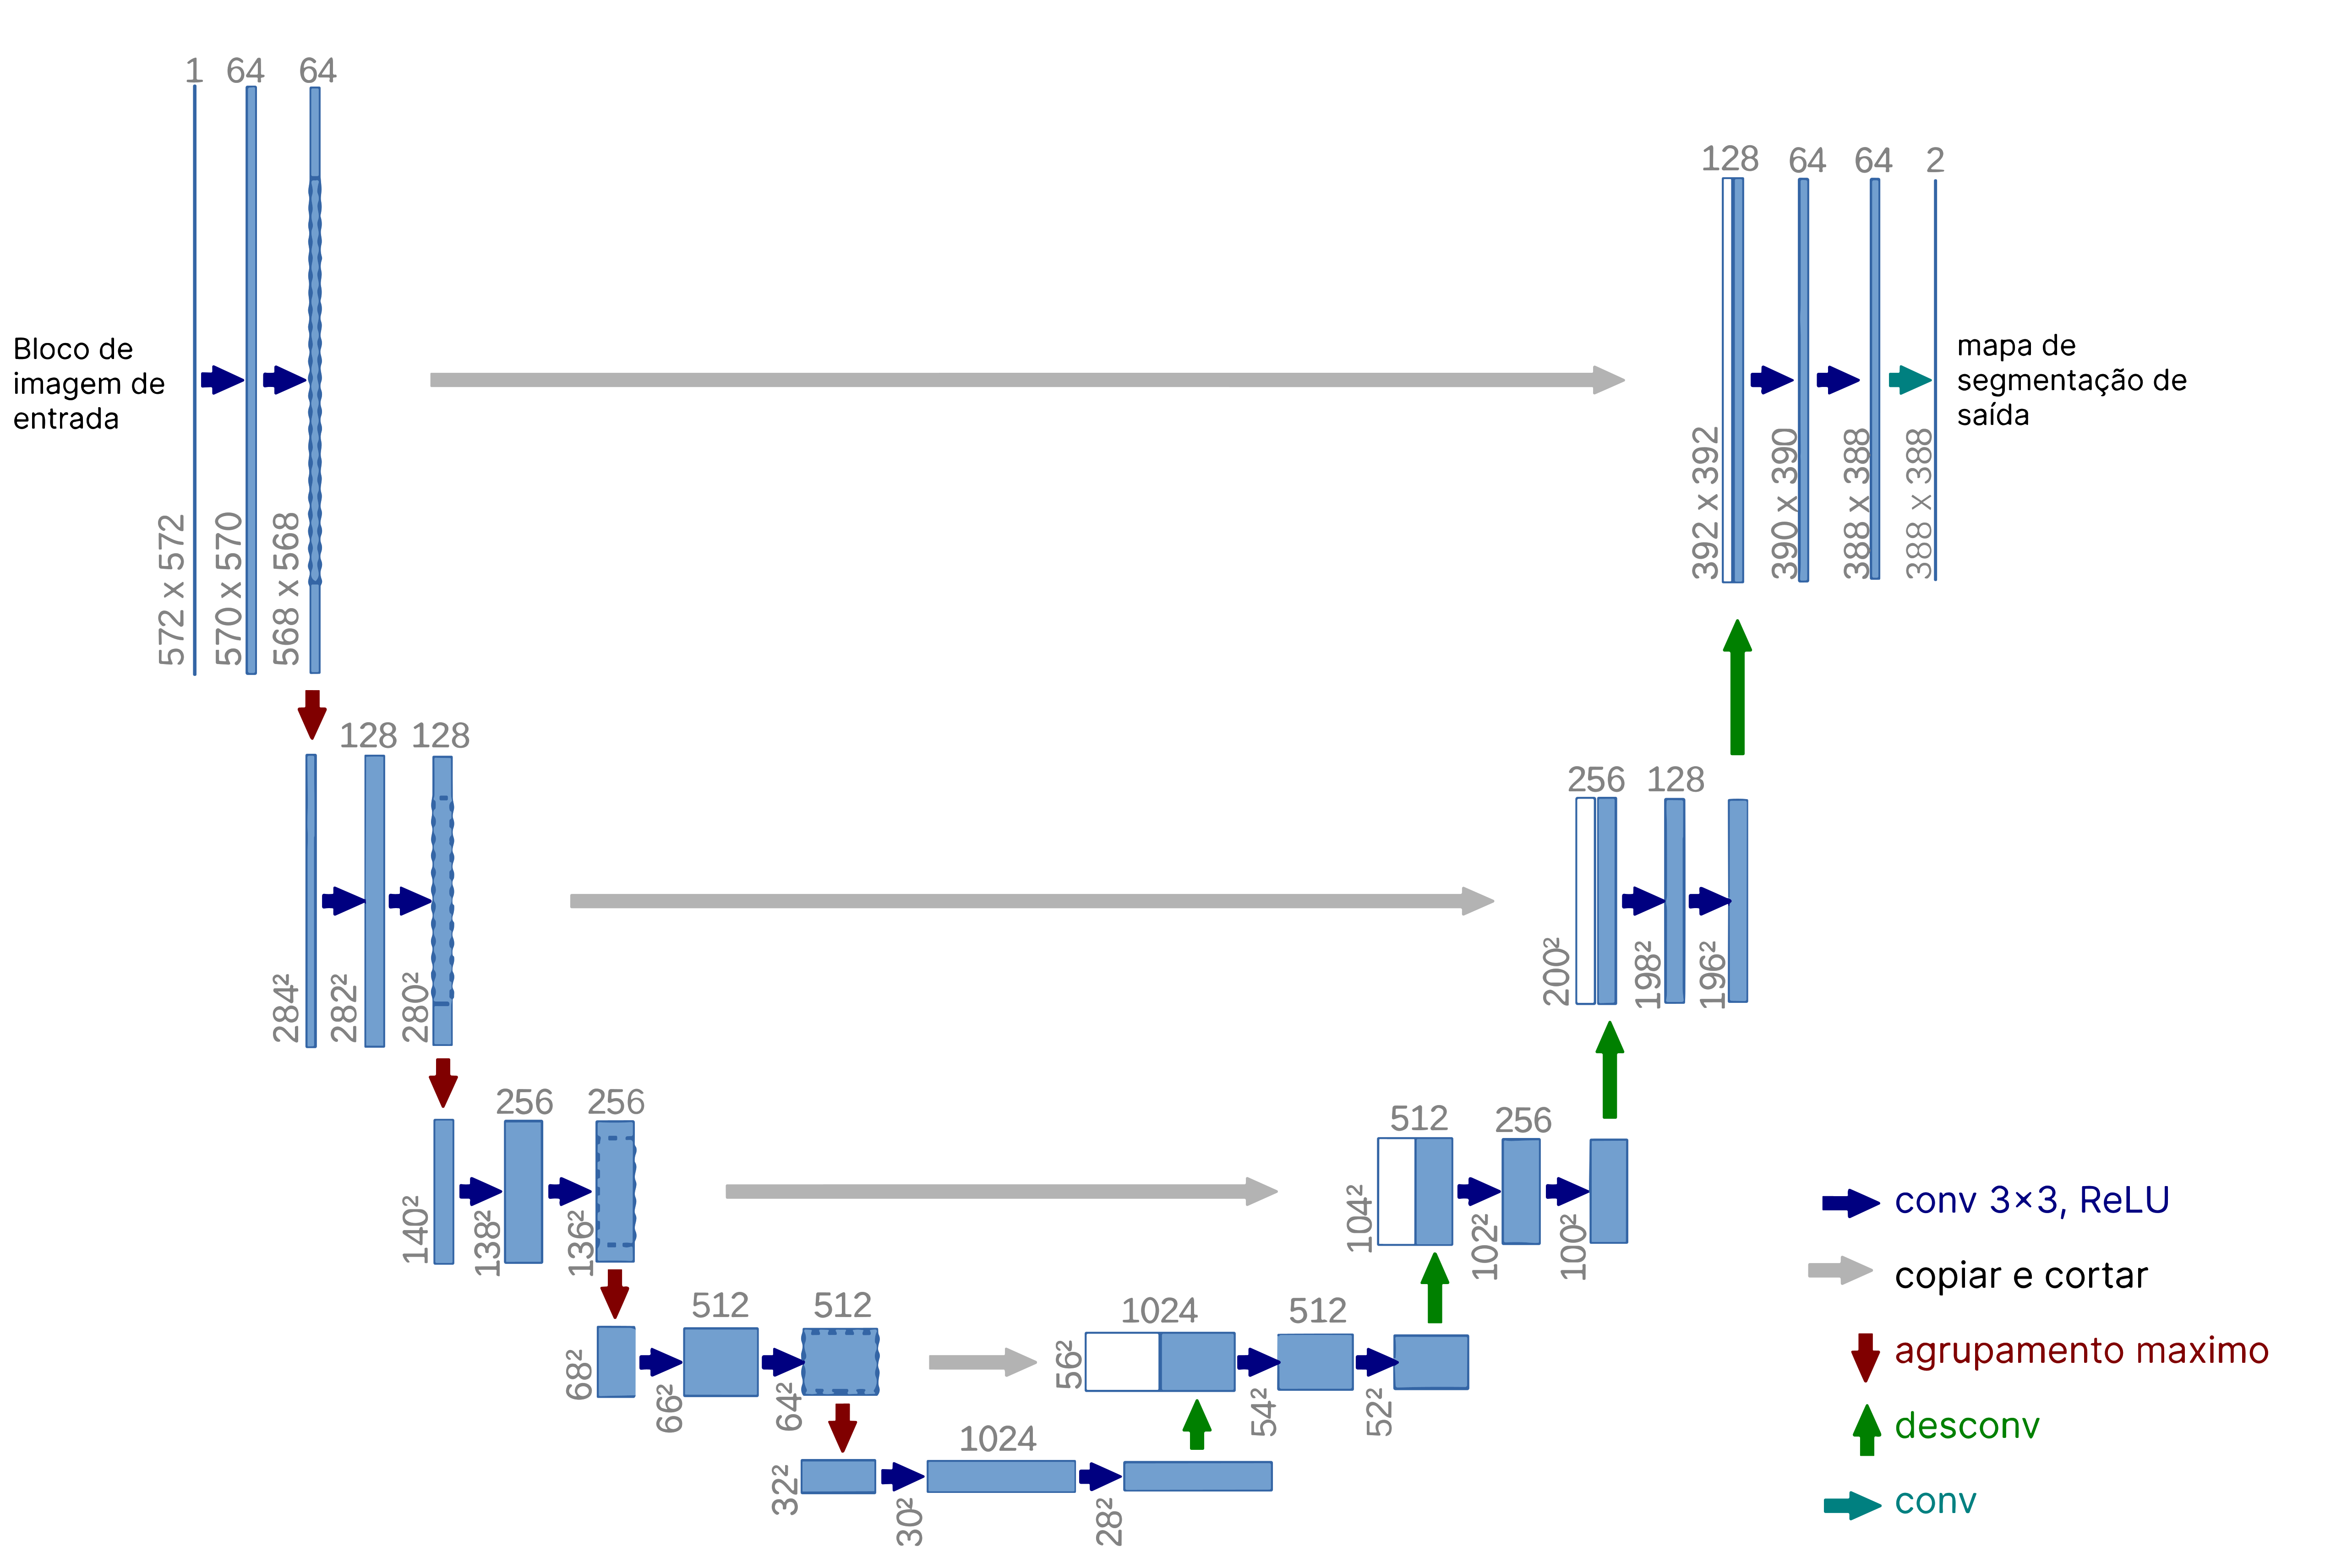 1 64 64
128 64 64 2
Bloco de
imagem de
entrada
mapa de
segmentação de
saída
572 x 572
570 x 570
568 x 568
392 x 392
390 x 390
388 x 388
388 x 388
128 128
256 128
284²
282²
280²
200²
198²
196²
256 256
512 256
140²
138²
136²
104²
102²
100²
512 512
1024 512
68²
66²
64²
56²
54²
52²
1024
32²
30²
28²
conv 3×3, ReLU
copiar e cortar
agrupamento maximo
desconv
conv